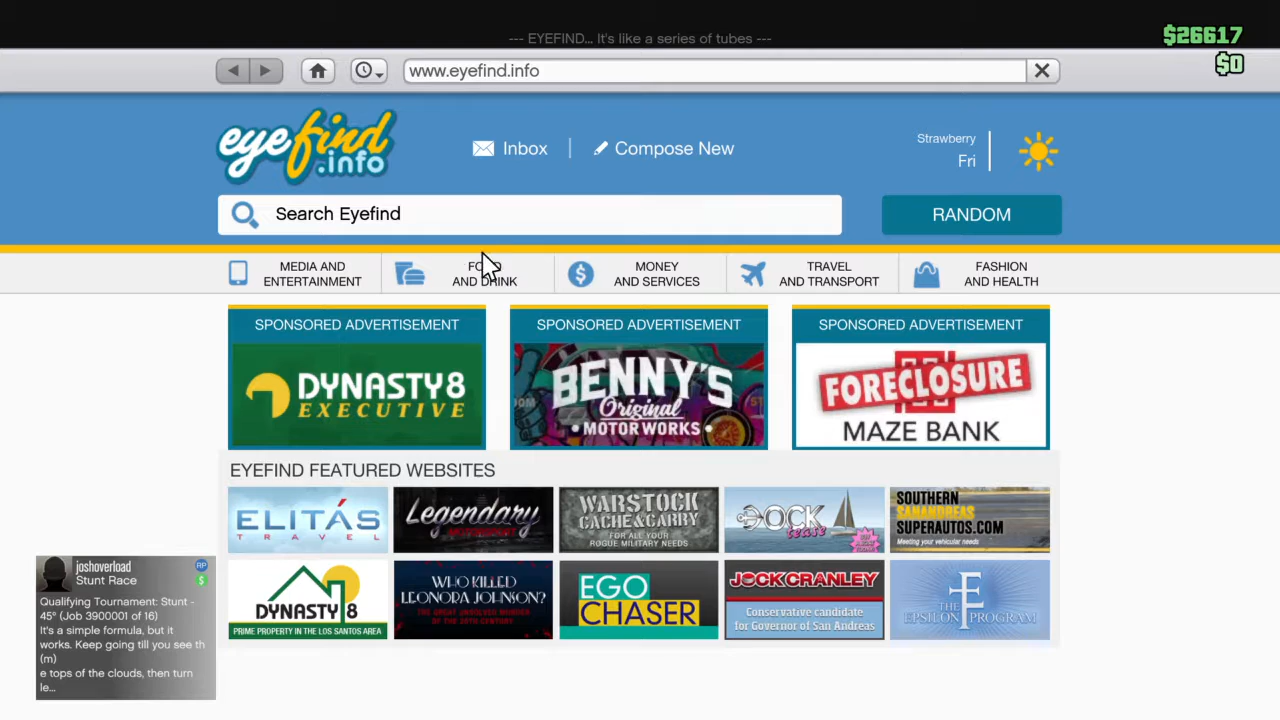 --- EYEFIND... It's like a series of tubes ---
$26617
$0
www.eyefind.info
eyefind
.info
Inbox
Compose New
Strawberry
Fri
Search Eyefind
RANDOM
MEDIA AND
ENTERTAINMENT
AND DRINK
MONEY
AND SERVICES
TRAVEL
AND TRANSPORT
FASHION
AND HEALTH
SPONSORED ADVERTISEMENT
DYNASTY 8
EXECUTIVE
SPONSORED ADVERTISEMENT
BENNY'S
Original
MOTOR WORKS
SPONSORED ADVERTISEMENT
FORECLOSURE
MAZE BANK
EYEFIND FEATURED WEBSITES
ELITÁS
TRAVEL
Legendary
MOTORSPORT
WARSTOCK
CACHE & CARRY
FOR ALL YOUR
ROGUE MILITARY NEEDS
DOCK
tease
SOUTHERN
SANANDREAS
SUPERAUTOS.COM
Meeting your vehicular needs
DYNASTY 8
PRIME PROPERTY IN THE LOS SANTOS AREA
WHO KILLED
LEONORA JOHNSON?
THE GREAT UNSOLVED MURDER
OF THE 20TH CENTURY
EGO
CHASER
JOCK CRANLEY
Conservative candidate
for Governor of San Andreas
THE
EPSILON PROGRAM
joshoverload
RP
Stunt Race
$
Qualifying Tournament: Stunt -
45° (Job 3900001 of 16)
It's a simple formula, but it
works. Keep going till you see th
(m)
e tops of the clouds, then turn
le...